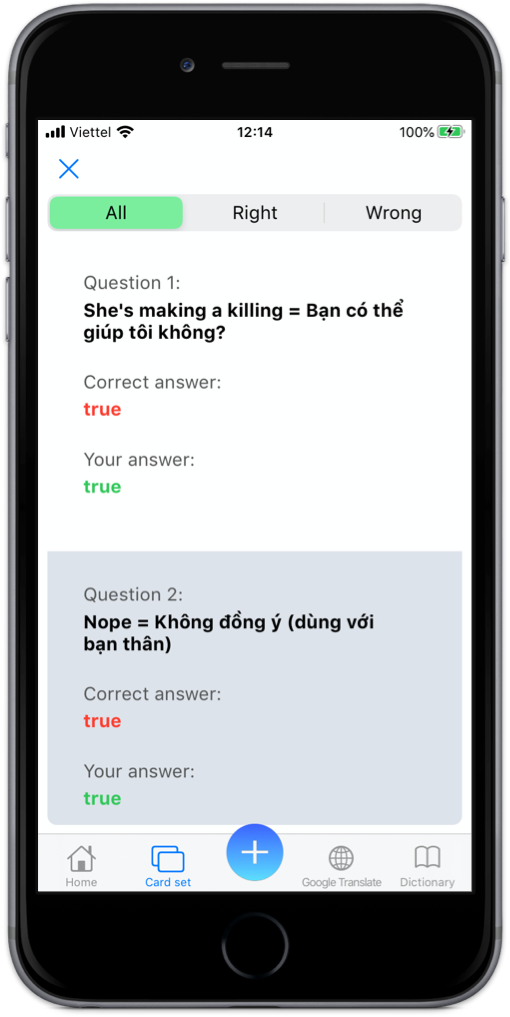 Viettel 12:14 100%
All Right Wrong
Question 1:
She's making a killing = Bạn có thể
giúp tôi không?
Correct answer:
true
Your answer:
true
Question 2:
Nope = Không đồng ý (dùng với
bạn thân)
Correct answer:
true
Your answer:
true
Home Card set Google Translate Dictionary